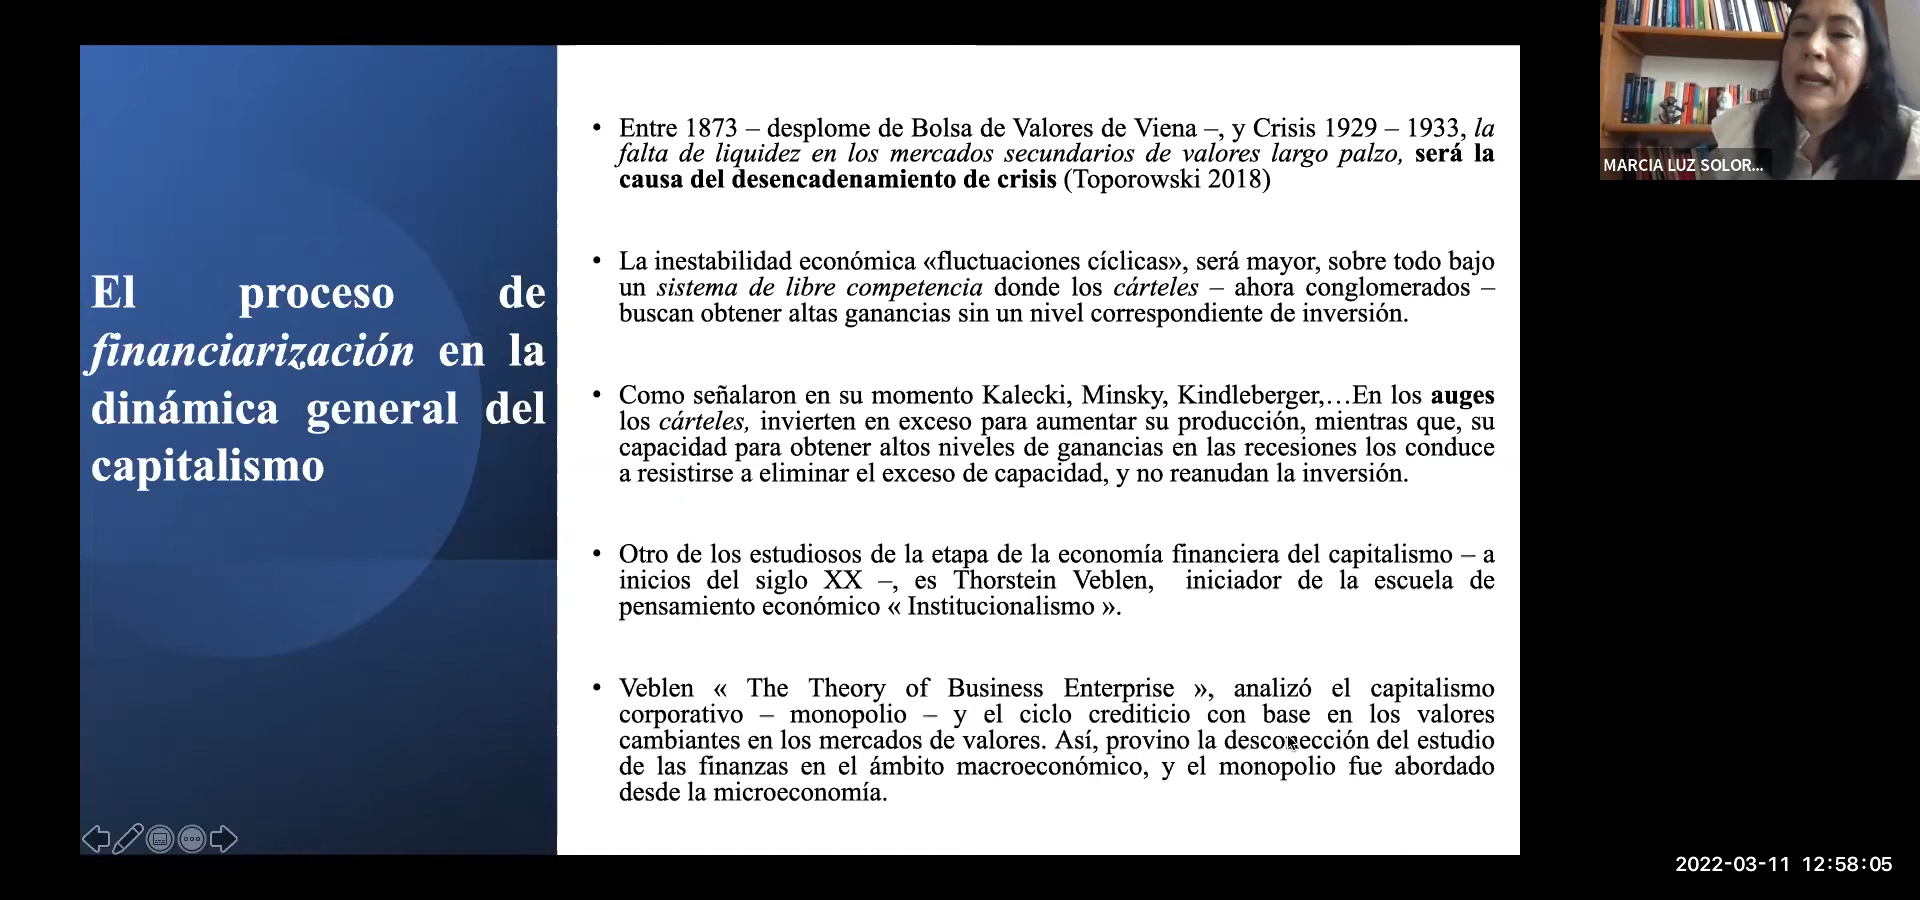 El proceso de
financiarización en la
dinámica general del
capitalismo
• Entre 1873 – desplome de Bolsa de Valores de Viena –, y Crisis 1929 – 1933, la
falta de liquidez en los mercados secundarios de valores largo palzo, será la
causa del desencadenamiento de crisis (Toporowski 2018)
• La inestabilidad económica «fluctuaciones cíclicas», será mayor, sobre todo bajo
un sistema de libre competencia donde los cárteles – ahora conglomerados –
buscan obtener altas ganancias sin un nivel correspondiente de inversión.
• Como señalaron en su momento Kalecki, Minsky, Kindleberger,…En los auges
los cárteles, invierten en exceso para aumentar su producción, mientras que, su
capacidad para obtener altos niveles de ganancias en las recesiones los conduce
a resistirse a eliminar el exceso de capacidad, y no reanudan la inversión.
• Otro de los estudiosos de la etapa de la economía financiera del capitalismo – a
inicios del siglo XX –, es Thorstein Veblen, iniciador de la escuela de
pensamiento económico « Institucionalismo ».
• Veblen « The Theory of Business Enterprise », analizó el capitalismo
corporativo – monopolio – y el ciclo crediticio con base en los valores
cambiantes en los mercados de valores. Así, provino la desconección del estudio
de las finanzas en el ámbito macroeconómico, y el monopolio fue abordado
desde la microeconomía.
MARCIA LUZ SOLOR...
2022-03-11 12:58:05